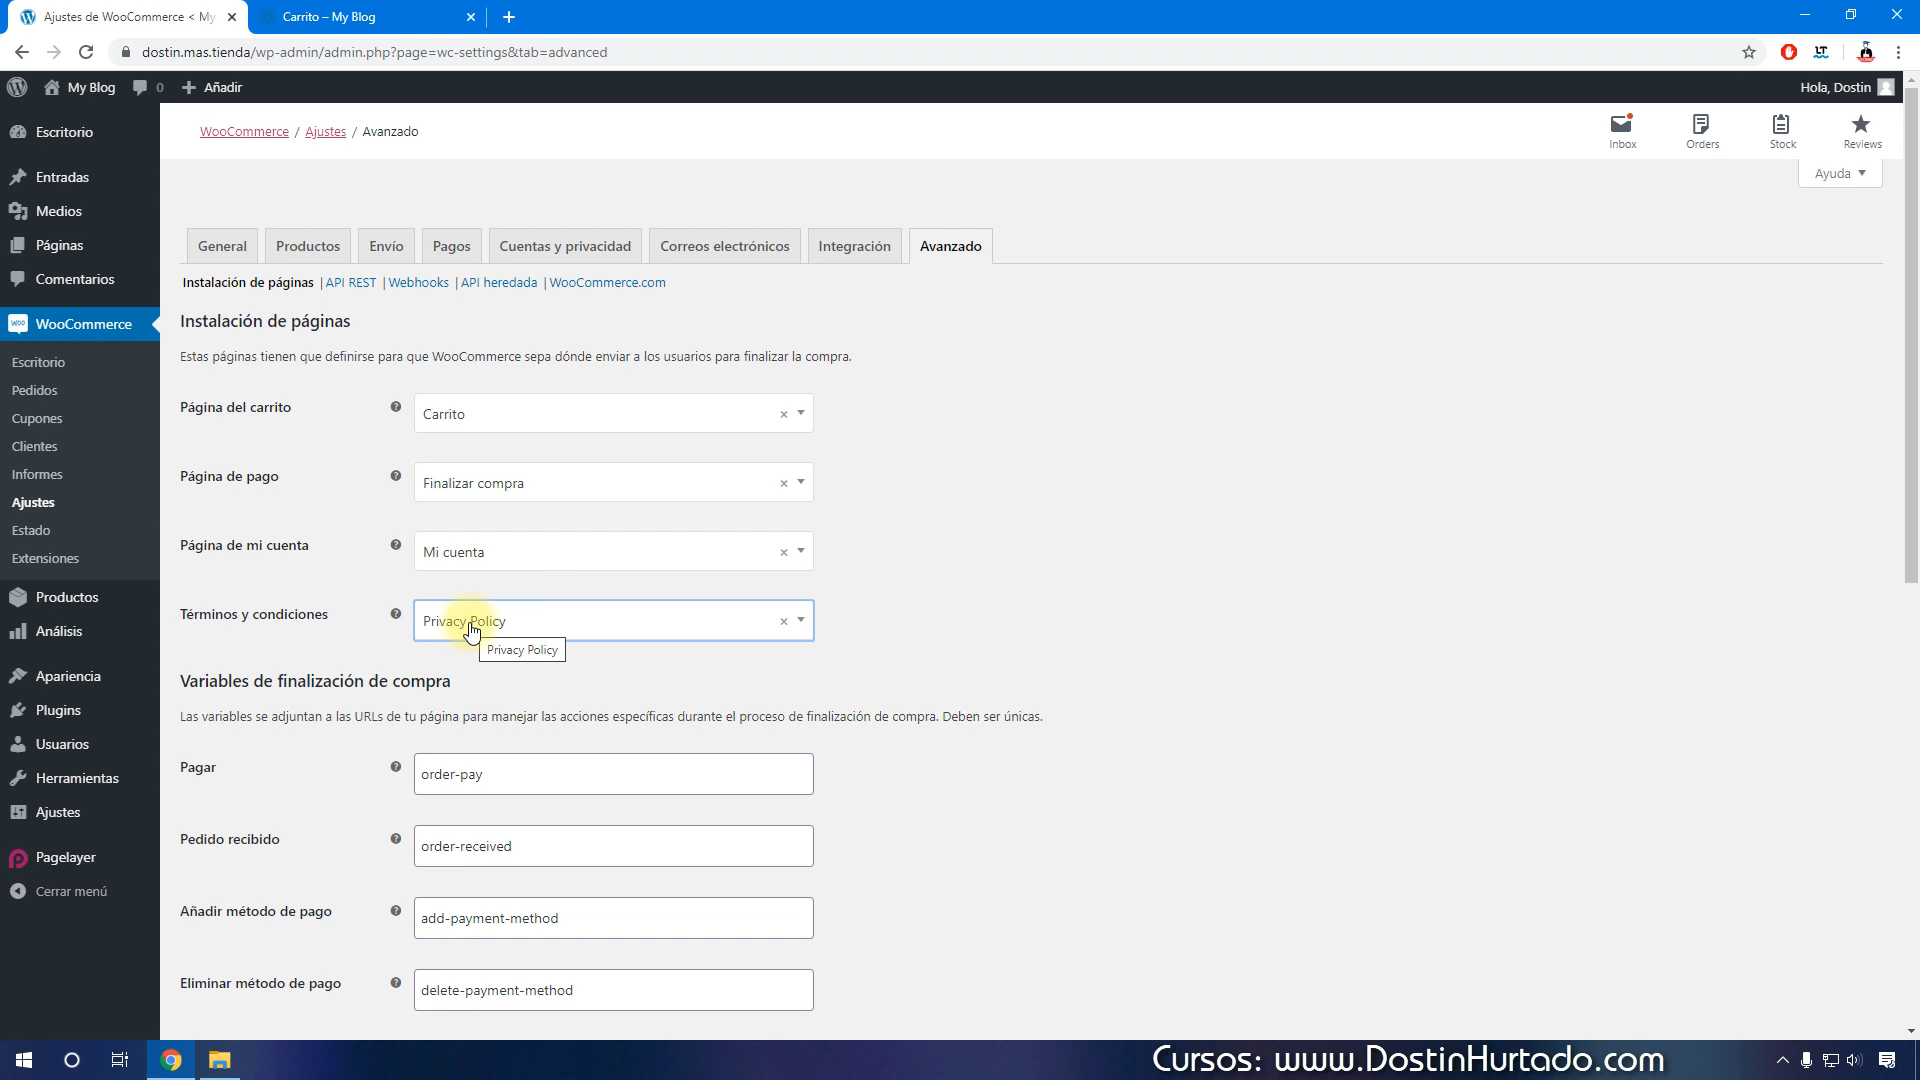 Ajustes de WooCommerce < My
Carrito – My Blog
dostin.mas.tienda/wp-admin/admin.php?page=wc-settings&tab=advanced
My Blog
0
Añadir
Hola, Dostin
Escritorio
Entradas
Medios
Páginas
Comentarios
WooCommerce
Escritorio
Pedidos
Cupones
Clientes
Informes
Ajustes
Estado
Extensiones
Productos
Análisis
Apariencia
Plugins
Usuarios
Herramientas
Ajustes
Pagelayer
Cerrar menú
WooCommerce / Ajustes / Avanzado
Inbox
Orders
Stock
Reviews
Ayuda
General
Productos
Envío
Pagos
Cuentas y privacidad
Correos electrónicos
Integración
Avanzado
Instalación de páginas | API REST | Webhooks | API heredada | WooCommerce.com
Instalación de páginas
Estas páginas tienen que definirse para que WooCommerce sepa dónde enviar a los usuarios para finalizar la compra.
Página del carrito
Carrito
Página de pago
Finalizar compra
Página de mi cuenta
Mi cuenta
Términos y condiciones
Privacy Policy
Privacy Policy
Variables de finalización de compra
Las variables se adjuntan a las URLs de tu página para manejar las acciones específicas durante el proceso de finalización de compra. Deben ser únicas.
Pagar
order-pay
Pedido recibido
order-received
Añadir método de pago
add-payment-method
Eliminar método de pago
delete-payment-method
Cursos: www.DostinHurtado.com